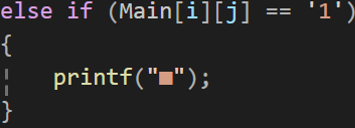 else if (Main[i][j] == '1')
{
    printf("■");
}